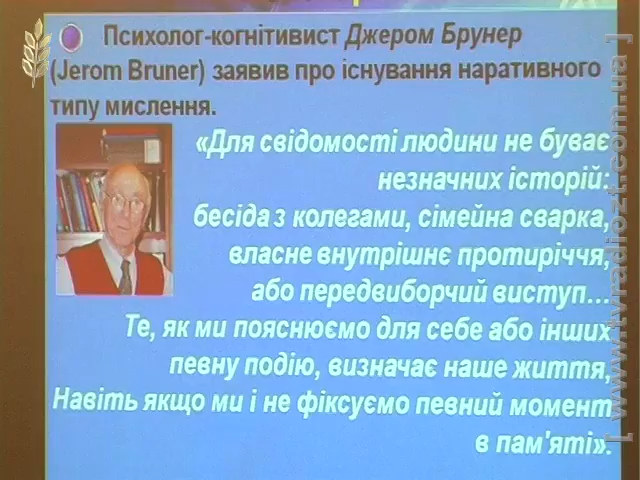 Психолог-когнітивист Джером Брунер
(Jerom Bruner) заявив про існування наративного
типу мислення.
«Для свідомості людини не буває
незначних історій:
бесіда з колегами, сімейна сварка,
власне внутрішнє протиріччя,
або передвиборчий виступ...
Те, як ми пояснюємо для себе або інших
певну подію, визначає наше життя,
Навіть якщо ми і не фіксуємо певний момент
в пам'яті».
[ www.tvradiozt.com.ua ]